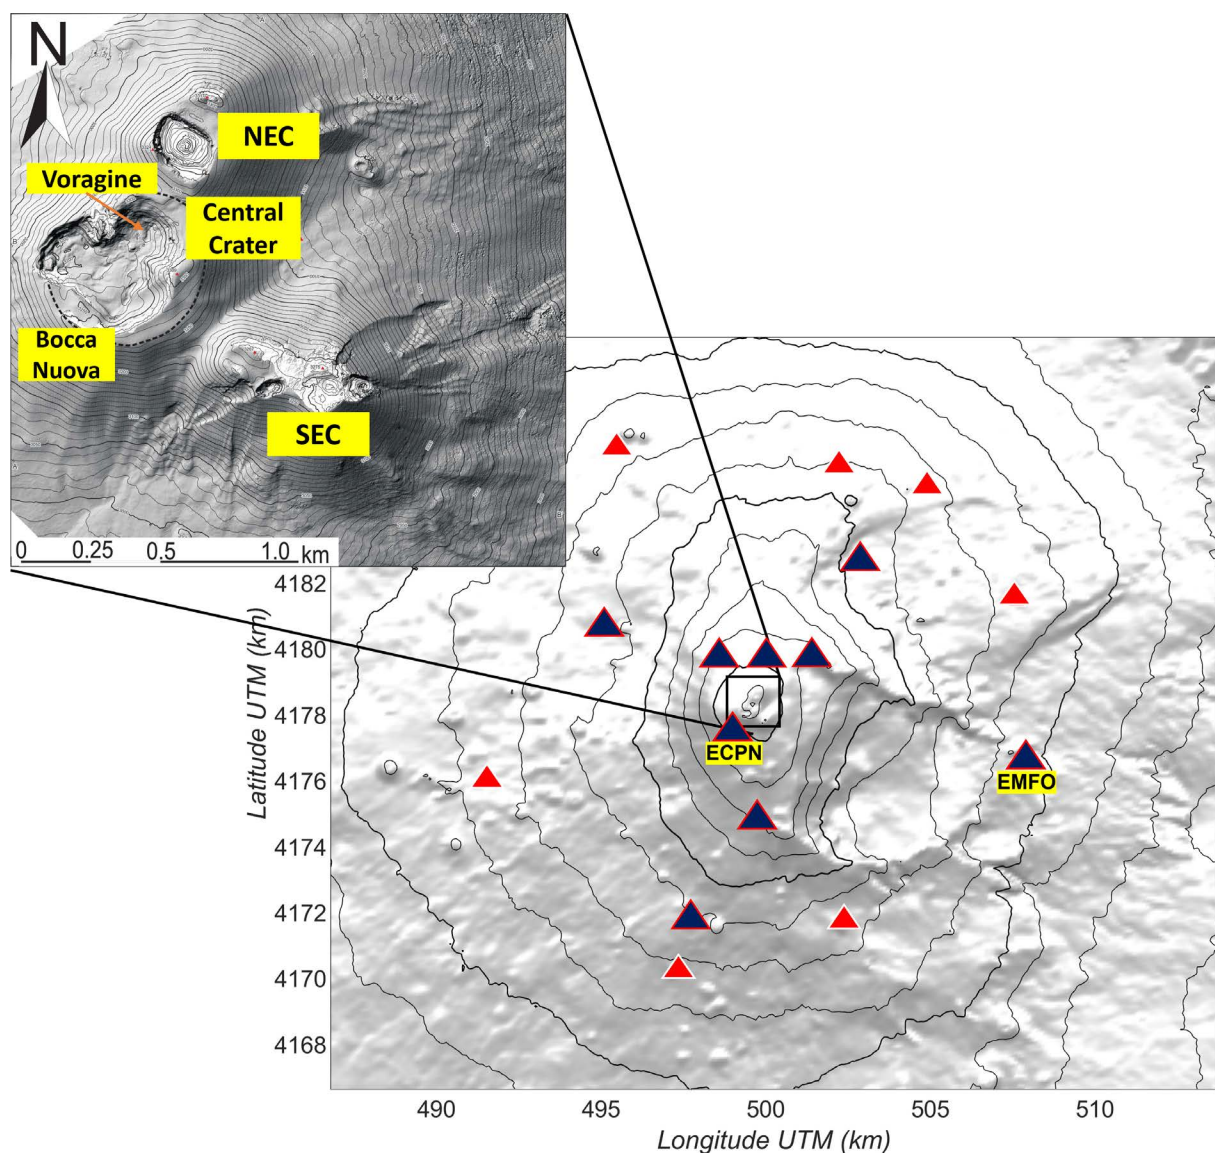 N
NEC
Voragine
Central
Crater
Bocca
Nuova
SEC
0 0.25 0.5 1.0 km
4182
4180
4178
4176
4174
4172
4170
4168
Latitude UTM (km)
ECPN
EMFO
490 495 500 505 510
Longitude UTM (km)